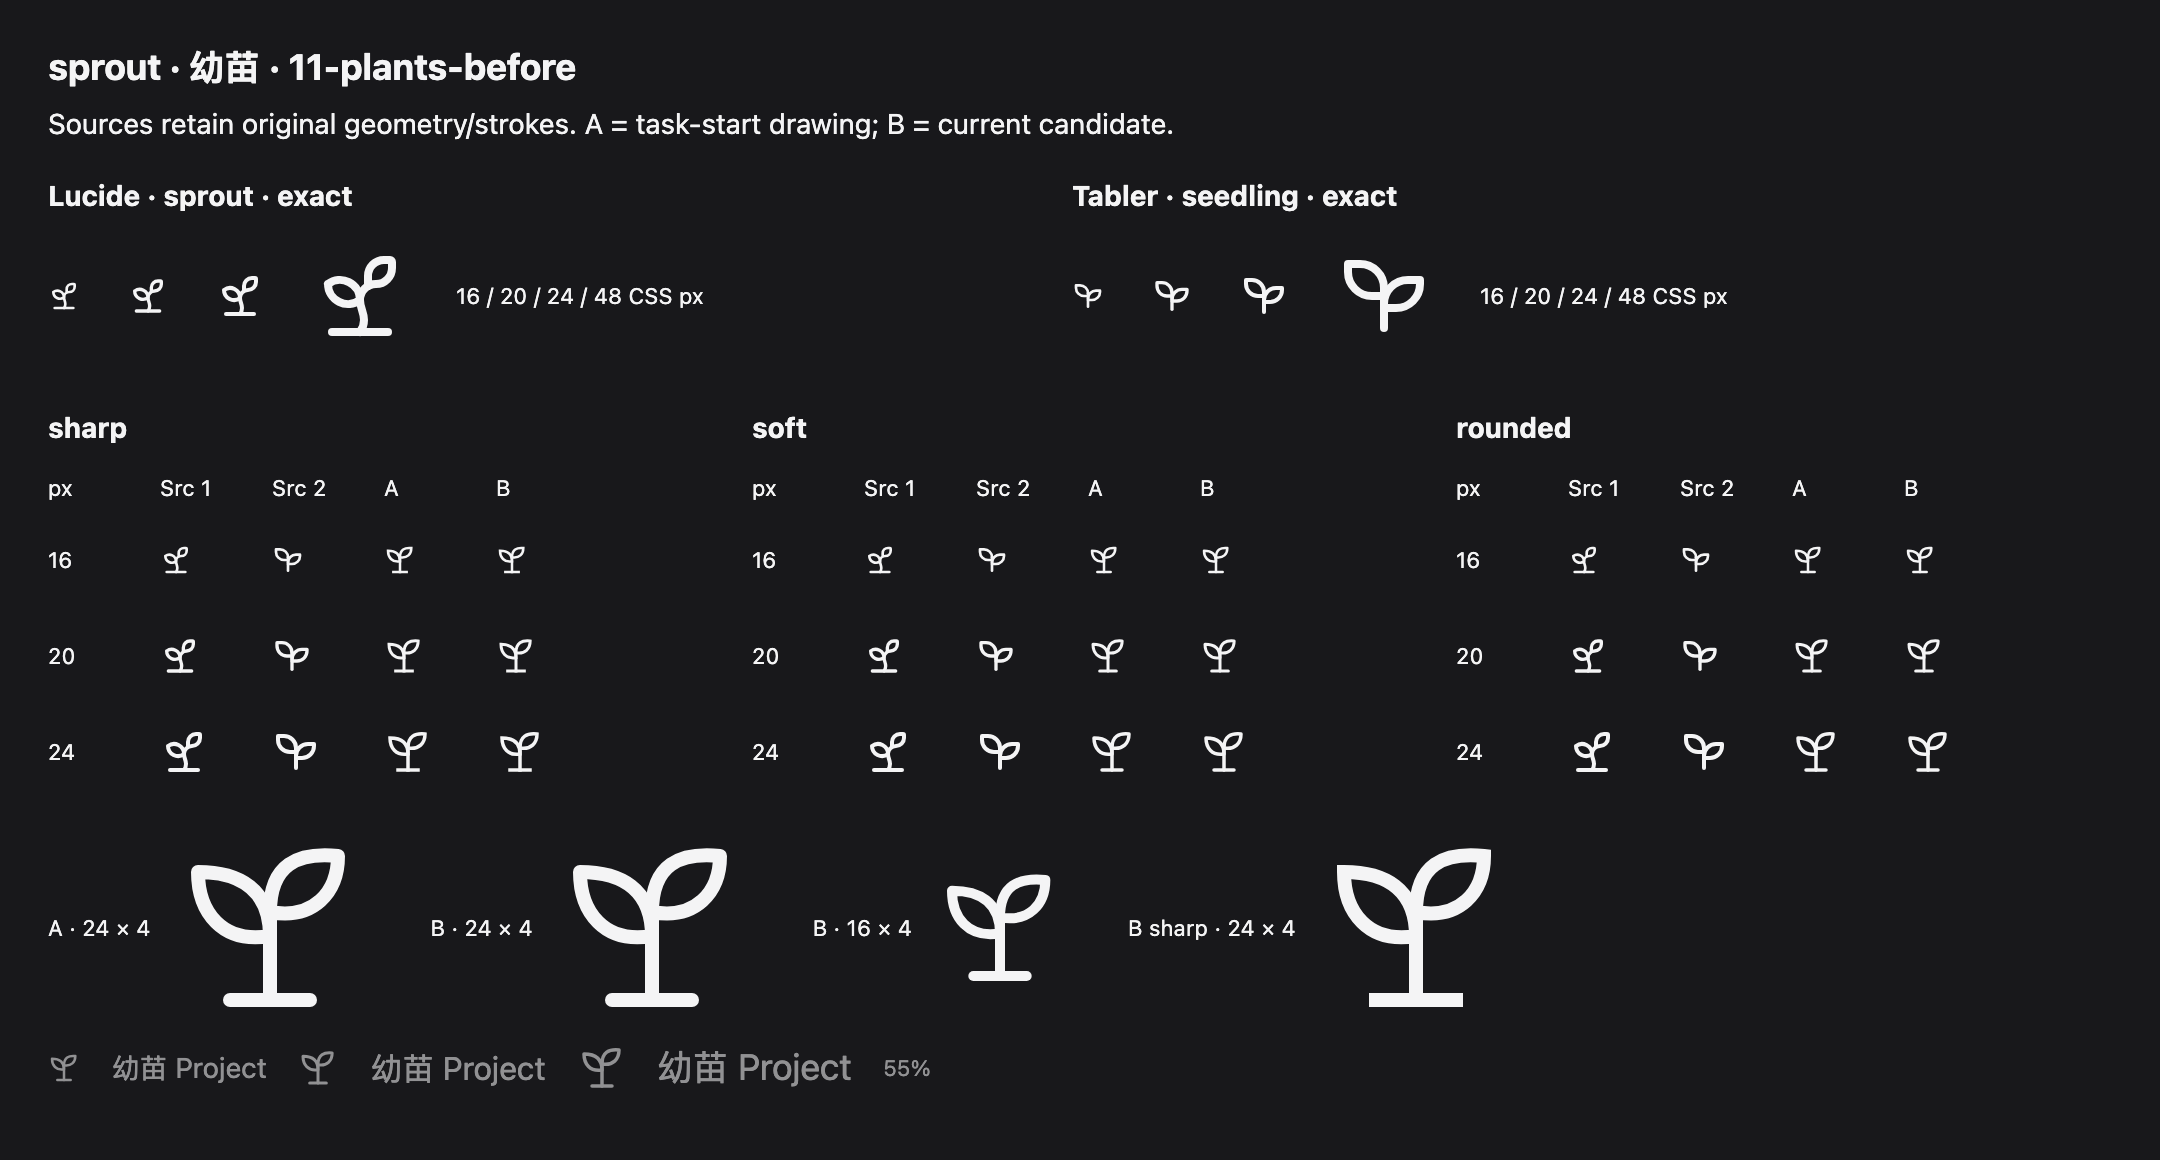 sprout · 幼苗 · 11-plants-before
Sources retain original geometry/strokes. A = task-start drawing; B = current candidate.
Lucide · sprout · exact
16 / 20 / 24 / 48 CSS px
Tabler · seedling · exact
16 / 20 / 24 / 48 CSS px
sharp
px Src 1 Src 2 A B
16
20
24
soft
px Src 1 Src 2 A B
16
20
24
rounded
px Src 1 Src 2 A B
16
20
24
A · 24 × 4
B · 24 × 4
B · 16 × 4
B sharp · 24 × 4
幼苗 Project 幼苗 Project 幼苗 Project 55%